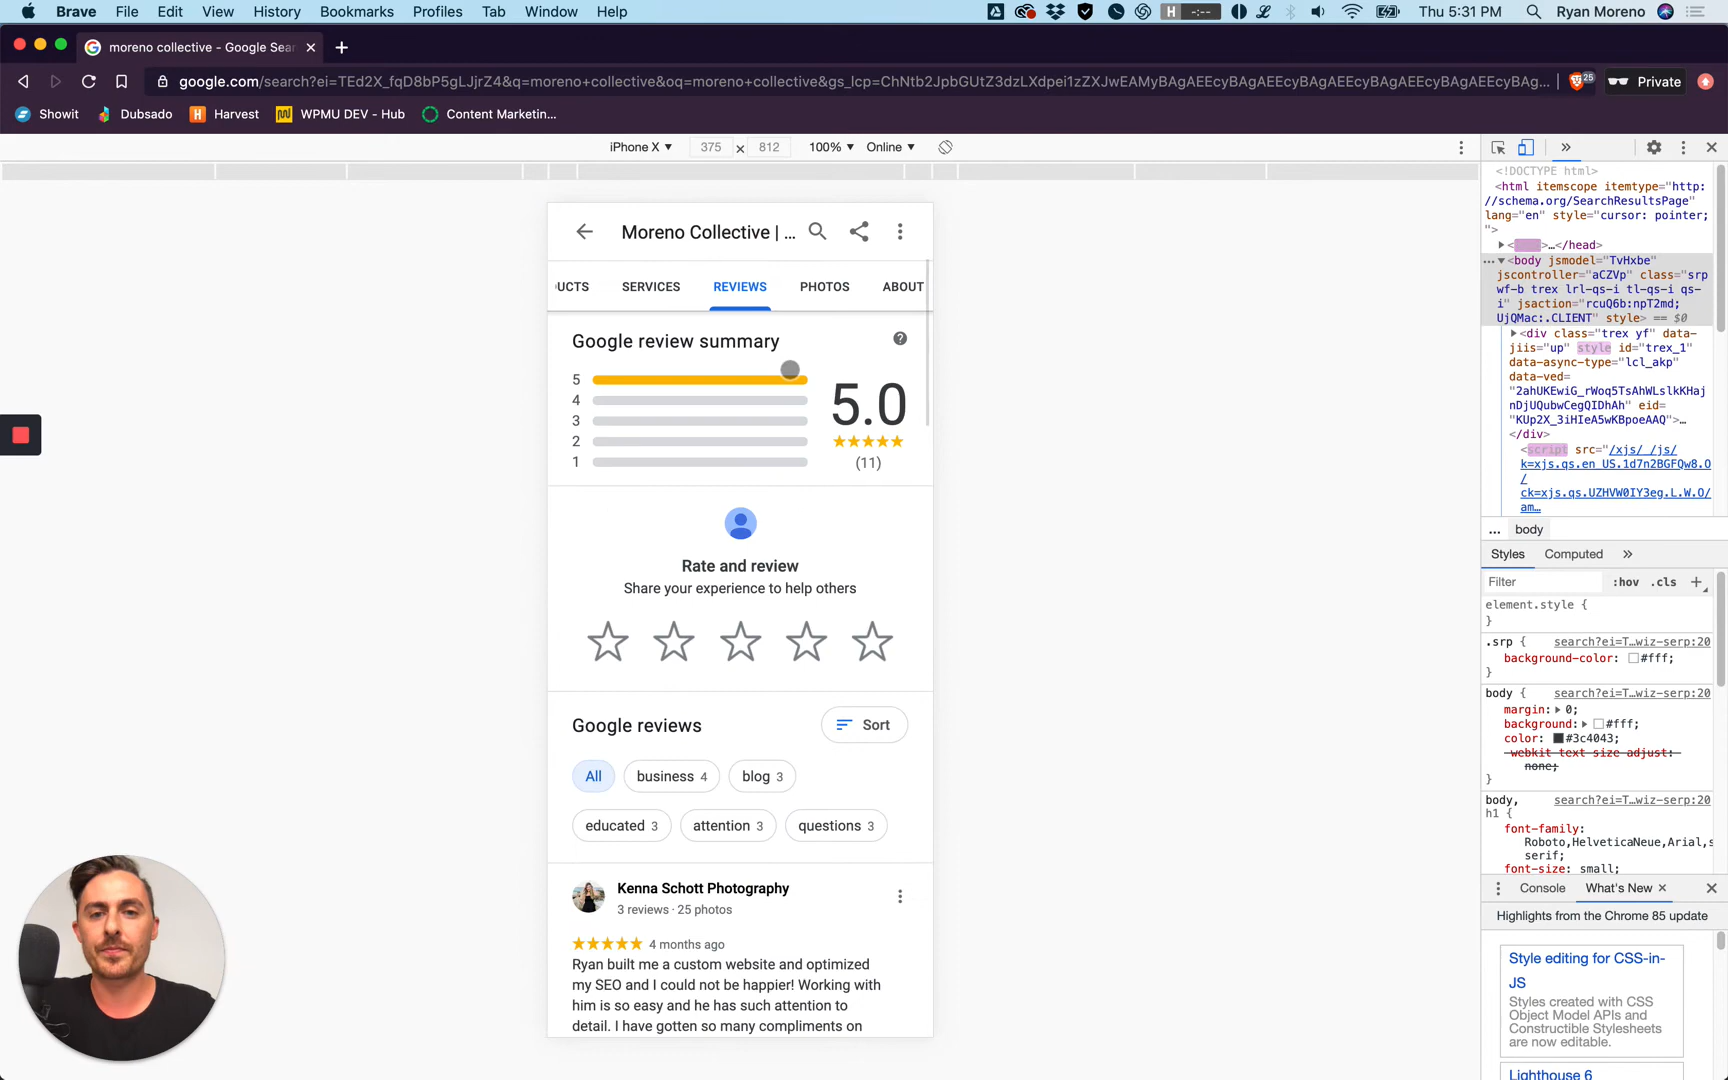 Brave File Edit View History Bookmarks Profiles Tab Window Help H --:-- Thu 5:31 PM Ryan Moreno
moreno collective - Google Sea
google.com/search?ei=TEd2X_fqD8bP5gLJjrZ4&q=moreno+collective&oq=moreno+collective&gs_lcp=ChNtb2JpbGUtZ3dzLXdpei1zZXJwEAMyBAgAEEcyBAgAEEcyBAgAEEcyBAgAEEcyBAgAEEcyBAg... 25 Private
Showit Dubsado H Harvest WPMU DEV - Hub Content Marketin...
iPhone X 375 × 812 100% Online
Moreno Collective | ...
UCTS SERVICES REVIEWS PHOTOS ABOUT
Google review summary
5
4
3
2
1
5.0
(11)
Rate and review
Share your experience to help others
Google reviews
Sort
All business 4 blog 3
educated 3 attention 3 questions 3
Kenna Schott Photography
3 reviews · 25 photos
4 months ago
Ryan built me a custom website and optimized
my SEO and I could not be happier! Working with
him is so easy and he has such attention to
detail. I have gotten so many compliments on
<!DOCTYPE html>
<html itemscope itemtype="http:
//schema.org/SearchResultsPage"
lang="en" style="cursor: pointer;
">
…</head>
<body jsmodel="TvHxbe"
jscontroller="aCZVp" class="srp
wf-b trex lrl-qs-i tl-qs-i qs-
i" jsaction="rcuQ6b:npT2md;
UjQMac:.CLIENT" style> == $0
<div class="trex yf" data-
jiis="up" style id="trex_1"
data-async-type="lcl_akp"
data-ved=
"2ahUKEwiG_rWoq5TsAhWLslkKHaj
nDjUQubwCegQIDhAh" eid=
"KUp2X_3iHIeA5wKBpoeAAQ">…
</div>
<script src="/xjs/_/js/
k=xjs.qs.en_US.1d7n2BGFQw8.O
/
ck=xjs.qs.UZHVW0IY3eg.L.W.O/
am…
... body
Styles Computed
Filter :hov .cls
element.style {
}
.srp { search?ei=T…wiz-serp:20
background-color: #fff;
}
body { search?ei=T…wiz-serp:20
margin: 0;
background: #fff;
color: #3c4043;
-webkit-text-size-adjust:
none;
}
body, search?ei=T…wiz-serp:20
h1 {
font-family:
Roboto,HelveticaNeue,Arial,s
serif;
font-size: small;
Console What's New
Highlights from the Chrome 85 update
Style editing for CSS-in-
JS
Styles created with CSS
Object Model APIs and
Constructible Stylesheets
are now editable.
Lighthouse 6